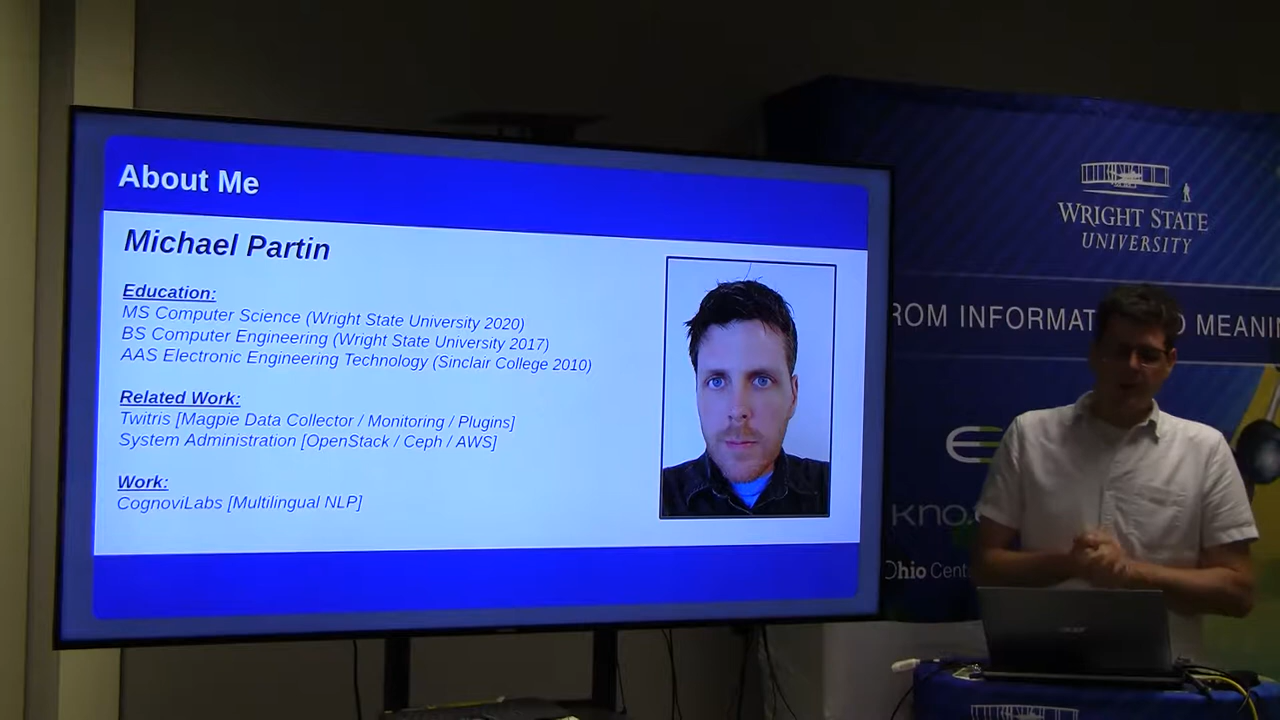 About Me
Michael Partin
Education:
MS Computer Science (Wright State University 2020)
BS Computer Engineering (Wright State University 2017)
AAS Electronic Engineering Technology (Sinclair College 2010)
Related Work:
Twitris [Magpie Data Collector / Monitoring / Plugins]
System Administration [OpenStack / Ceph / AWS]
Work:
CognoviLabs [Multilingual NLP]
WRIGHT STATE
UNIVERSITY
INFORMAT
Ohio
acer